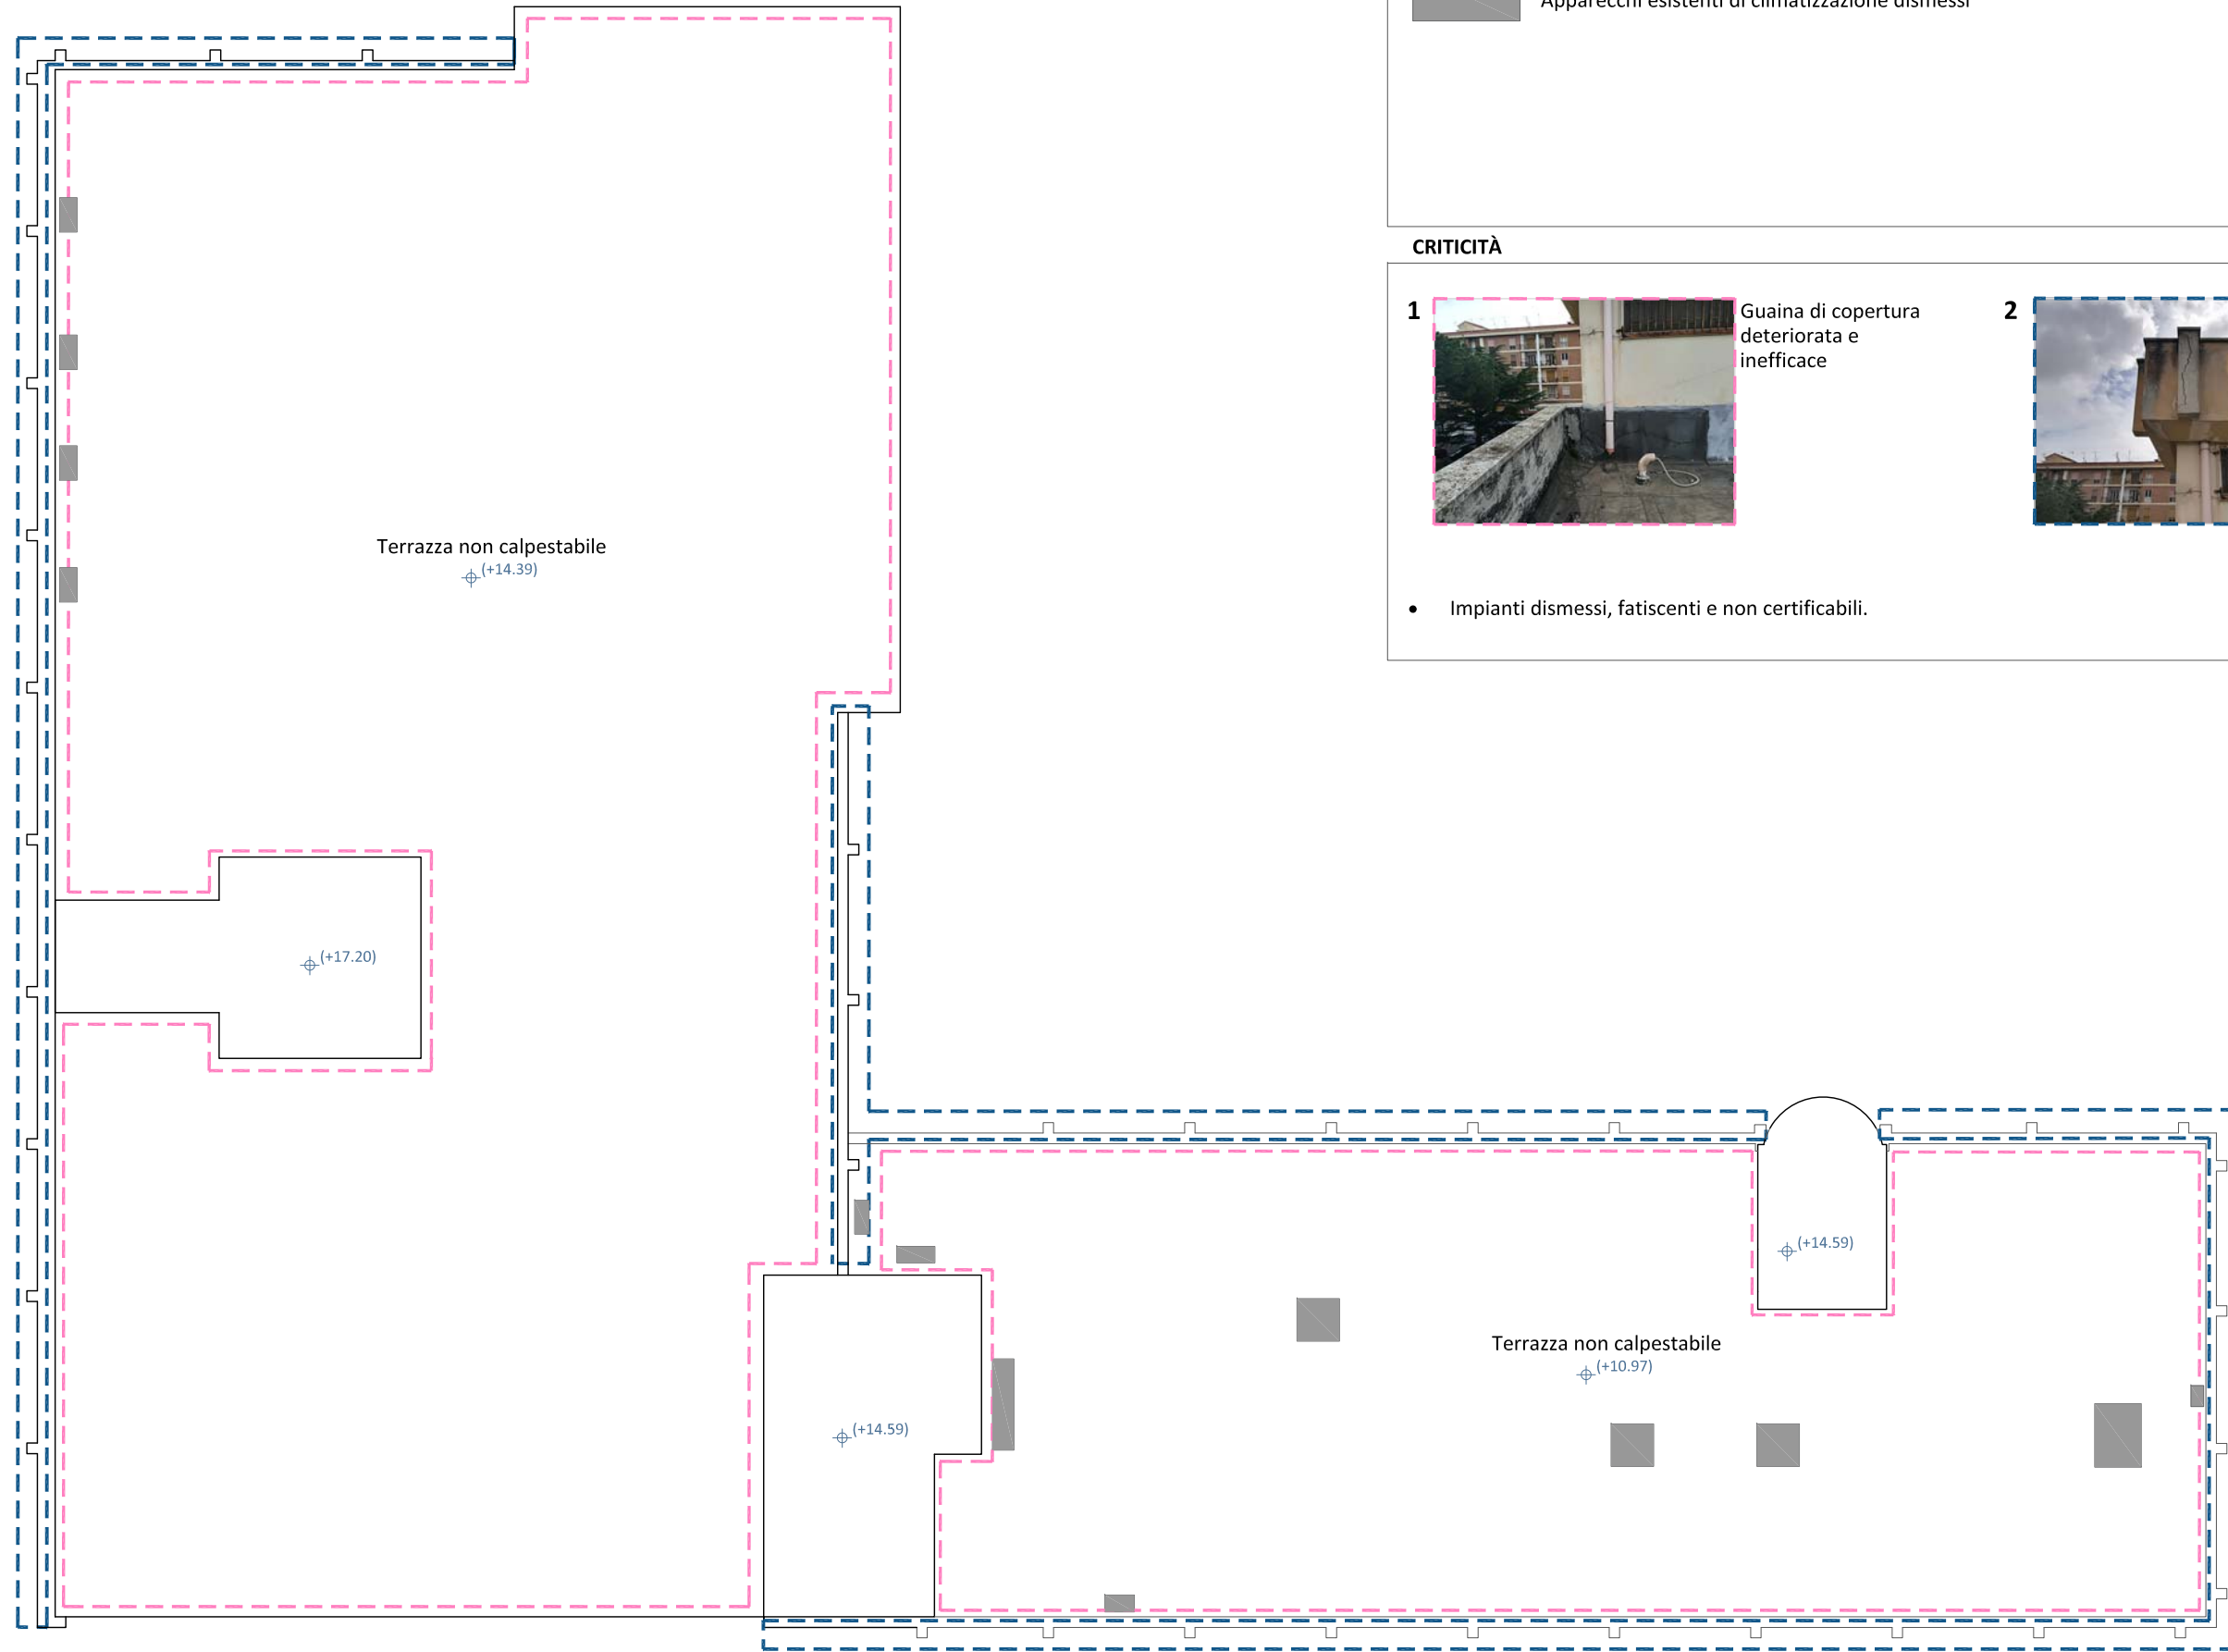 Apparecchi esistenti di climatizzazione dismessi
CRITICITÀ
1
Guaina di copertura
deteriorata e
inefficace
2
• Impianti dismessi, fatiscenti e non certificabili.
Terrazza non calpestabile
(+14.39)
(+17.20)
(+14.59)
Terrazza non calpestabile
(+10.97)
(+14.59)